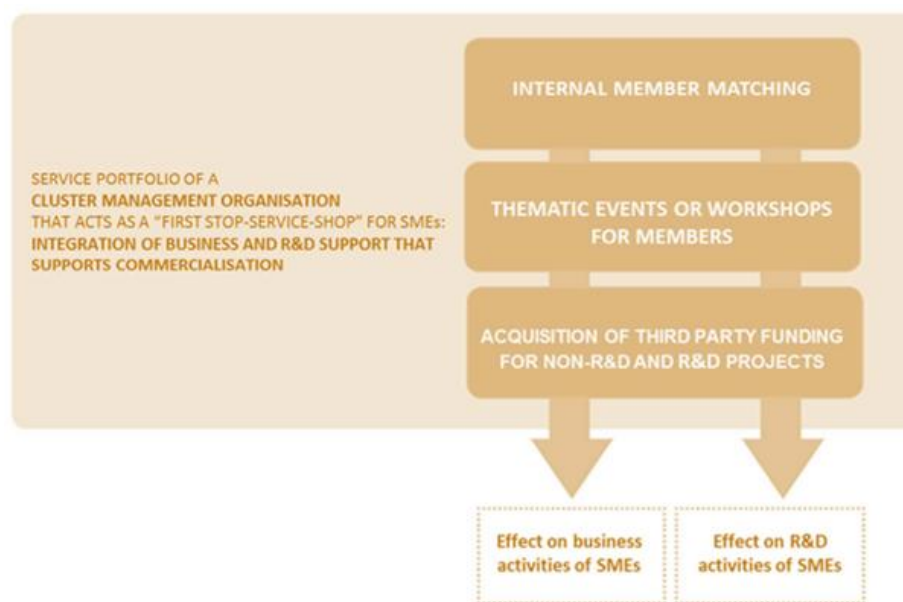 INTERNAL MEMBER MATCHING
SERVICE PORTFOLIO OF A
CLUSTER MANAGEMENT ORGANISATION
THAT ACTS AS A "FIRST STOP-SERVICE-SHOP" FOR SMEs:
INTEGRATION OF BUSINESS AND R&D SUPPORT THAT
SUPPORTS COMMERCIALISATION
THEMATIC EVENTS OR WORKSHOPS
FOR MEMBERS
ACQUISITION OF THIRD PARTY FUNDING
FOR NON-R&D AND R&D PROJECTS
Effect on business
activities of SMEs
Effect on R&D
activities of SMEs